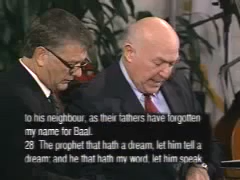 to his neighbour, as their fathers have forgotten
my name for Baal.
28 The prophet that hath a dream, let him tell a
dream; and he that hath my word, let him speak